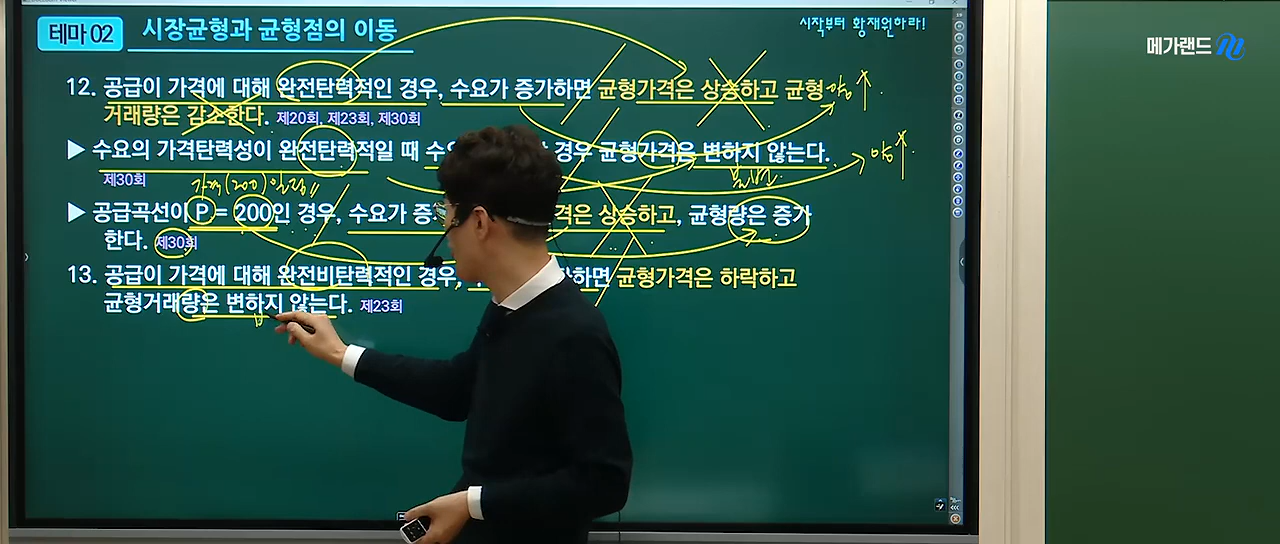 테마 02 시장균형과 균형점의 이동
시작부터 황재원하라!
메가랜드
12. 공급이 가격에 대해 완전탄력적인 경우, 수요가 증가하면 균형가격은 상승하고 균형 양↑
거래량은 감소한다. 제20회, 제23회, 제30회
▶ 수요의 가격탄력성이 완전탄력적일 때 경우 균형가격은 변하지 않는다. 양↑
제30회 가격(200)일정 불변
▶ 공급곡선이 P = 200인 경우, 수요가 증 격은 상승하고, 균형량은 증가
한다. 제30회
13. 공급이 가격에 대해 완전비탄력적인 경우, 하면 균형가격은 하락하고
균형거래량은 변하지 않는다. 제23회